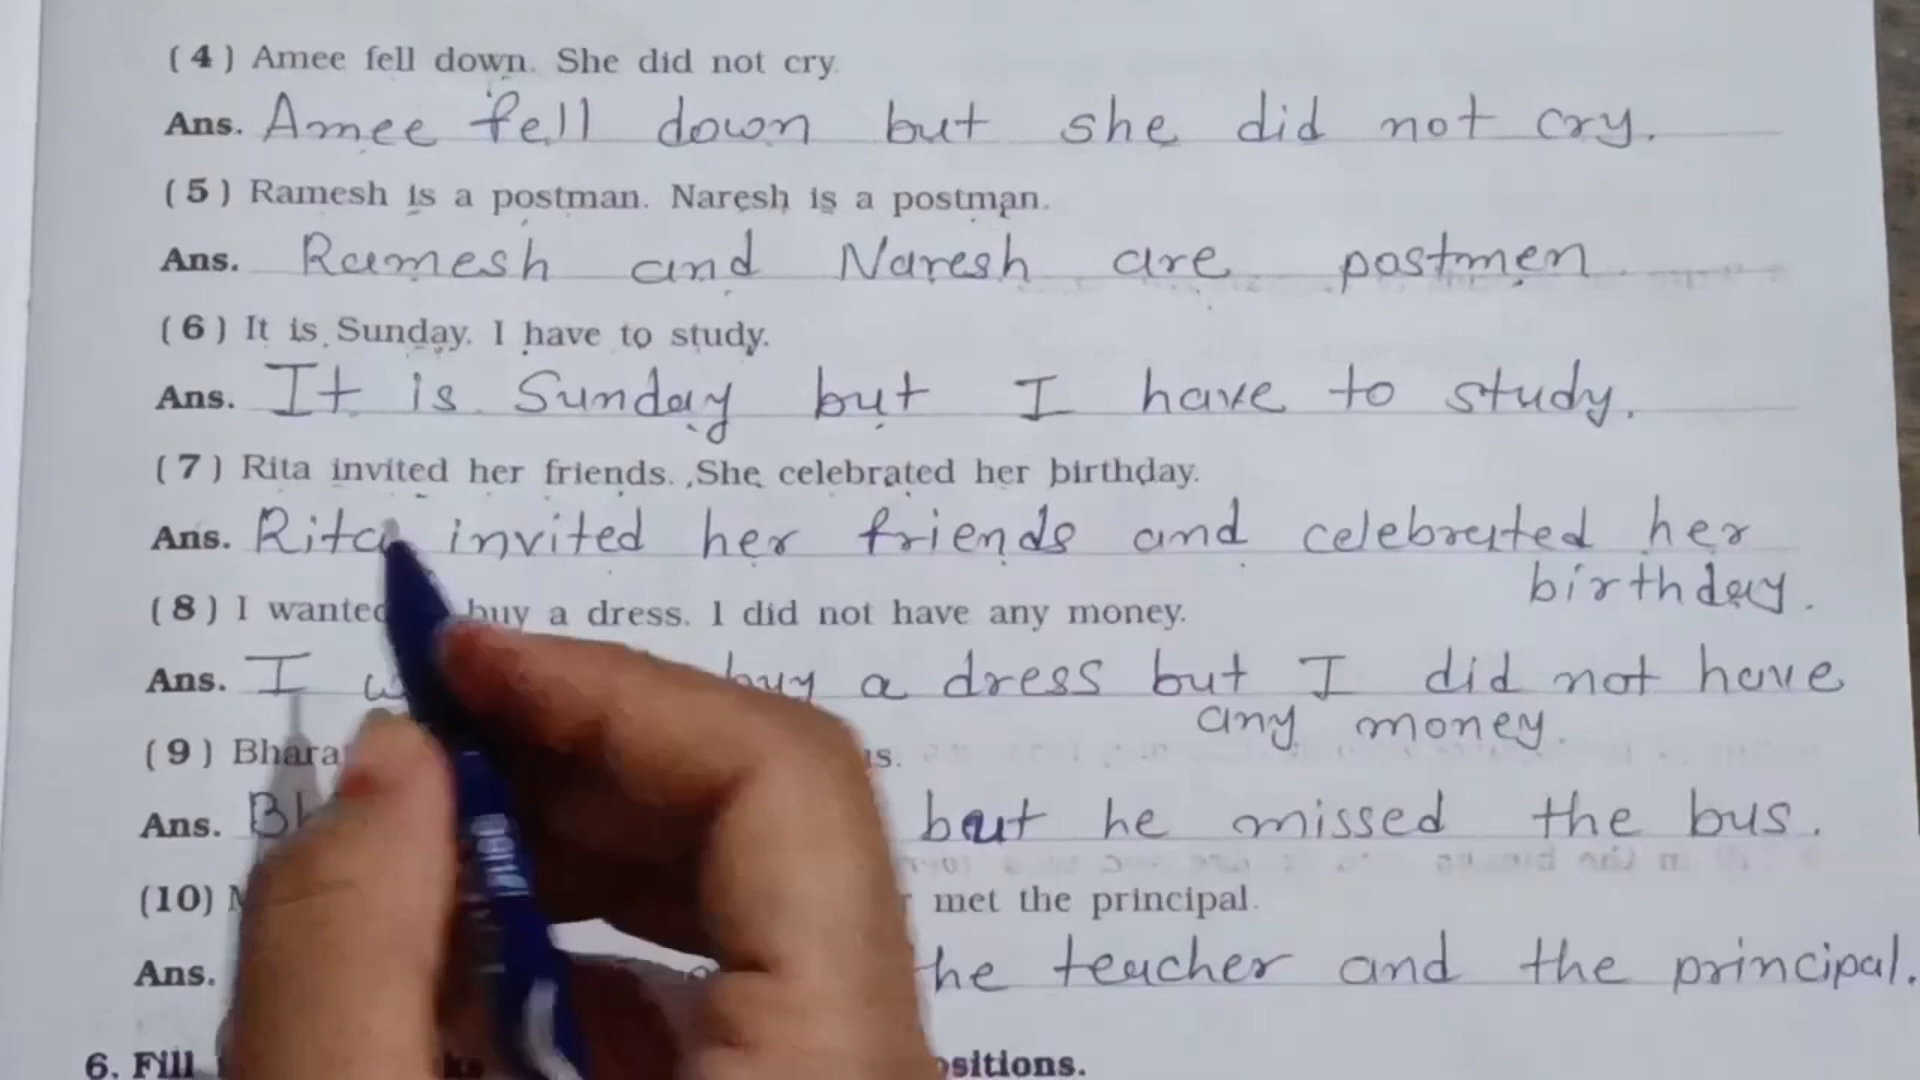 (4) Amee fell down. She did not cry.
Ans. Amee fell down but she did not cry.
(5) Ramesh is a postman. Naresh is a postman.
Ans. Ramesh and Naresh are postmen
(6) It is Sunday. I have to study.
Ans. It is Sunday but I have to study.
(7) Rita invited her friends. She celebrated her birthday.
Ans. Rita invited her friends and celebrated her
birthday.
(8) I wanted buy a dress. I did not have any money.
Ans. I buy a dress but I did not have
any money.
(9)
Ans. but he missed the bus.
(10) met the principal.
Ans. the teacher and the principal.
6. Fill